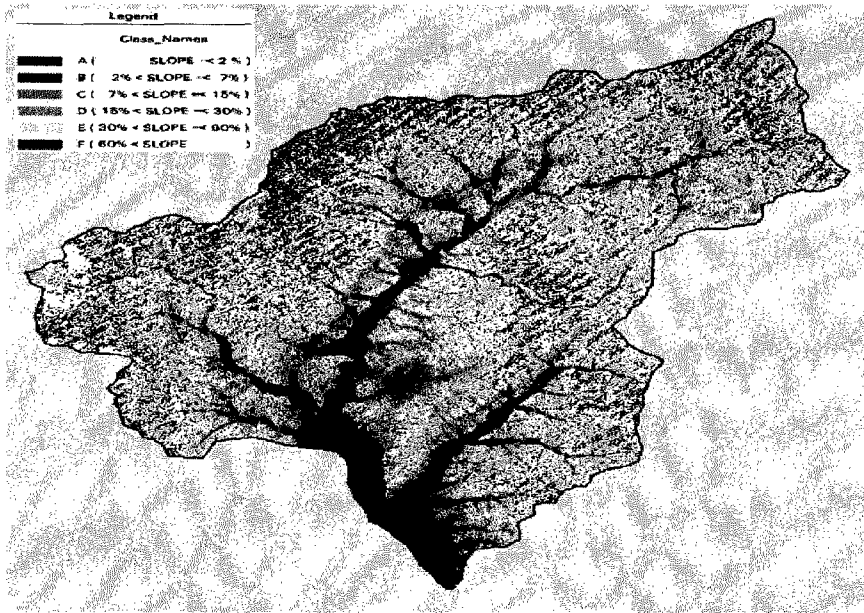 Legend
Class_Names
A ( SLOPE < 2 % )
B ( 2% < SLOPE < 7% )
C ( 7% < SLOPE < 15% )
D ( 15% < SLOPE < 30% )
E ( 30% < SLOPE < 60% )
F ( 60% < SLOPE )